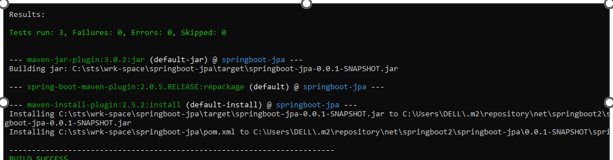 Results:
Tests run: 3, Failures: 0, Errors: 0, Skipped: 0
--- maven-jar-plugin:3.0.2:jar (default-jar) @ springboot-jpa ---
Building jar: C:\sts\wrk-space\springboot-jpa\target\springboot-jpa-0.0.1-SNAPSHOT.jar
--- spring-boot-maven-plugin:2.0.5.RELEASE:repackage (default) @ springboot-jpa ---
--- maven-install-plugin:2.5.2:install (default-install) @ springboot-jpa ---
Installing C:\sts\wrk-space\springboot-jpa\target\springboot-jpa-0.0.1-SNAPSHOT.jar to C:\Users\DELL\.m2\repository\net\springboot2\s
gboot-jpa-0.0.1-SNAPSHOT.jar
Installing C:\sts\wrk-space\springboot-jpa\pom.xml to C:\Users\DELL\.m2\repository\net\springboot2\springboot-jpa\0.0.1-SNAPSHOT\spri
------------------------------------------------------------------------
BUILD SUCCESS